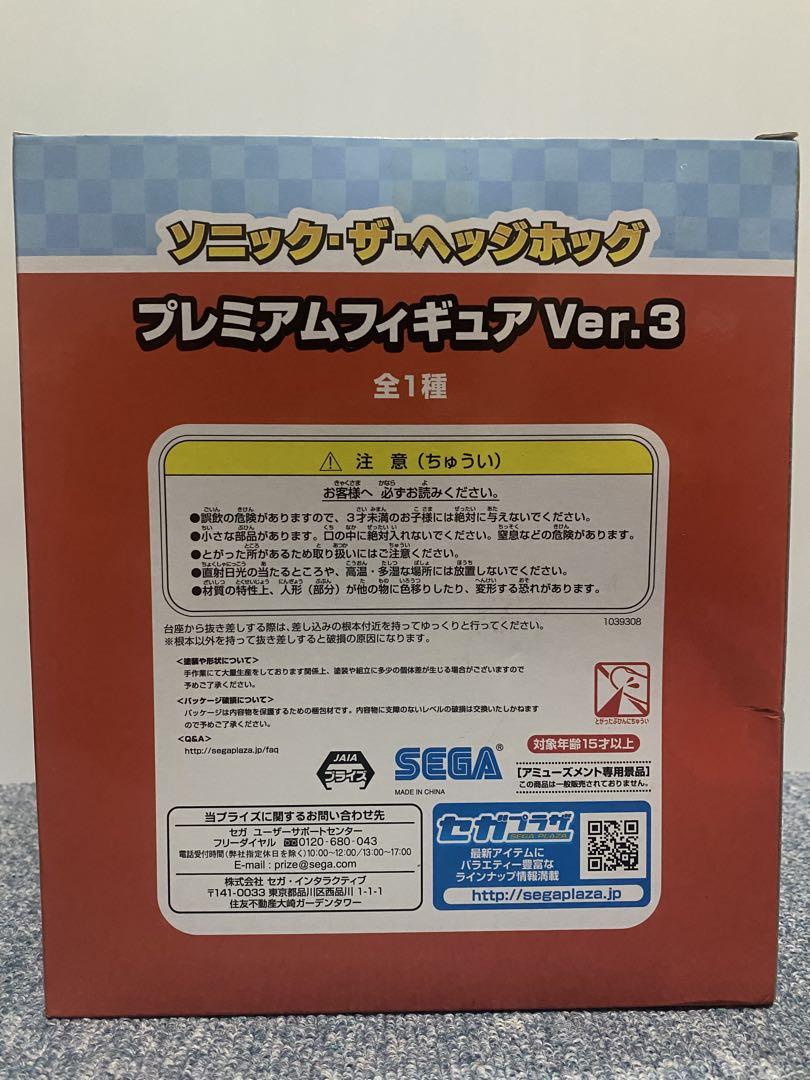 ソニック・ザ・ヘッジホッグ
プレミアムフィギュア Ver.3
全1種
⚠ 注 意 (ちゅうい)
お客様へ 必ずお読みください。
●誤飲の危険がありますので、3才未満のお子様には絶対に与えないでください。
●小さな部品があります。口の中に絶対入れないでください。窒息などの危険があります。
●とがった所があるため取り扱いにはご注意ください。
●直射日光の当たるところや、高温・多湿な場所には放置しないでください。
●材質の特性上、人形(部分)が他の物に色移りしたり、変形する恐れがあります。
台座から抜き差しする際は、差し込みの根本付近を持ってゆっくりと行ってください。
※根本以外を持って抜き差しすると破損の原因になります。
1039308
<塗装や形状について>
手作業にて大量生産をしております関係上、塗装や組立に多少の個体差が生じる場合がございますので
予めご了承ください。
<パッケージ破損について>
パッケージは内容物を保護するための梱包材です。内容物に支障のないレベルの破損は交換いたしかねます
ので予めご了承ください。
<Q&A>
http://segaplaza.jp/faq
とがったぶひんにちゅうい
JAIA
プライズ
SEGA®
MADE IN CHINA
対象年齢15才以上
[アミューズメント専用景品]
この商品は一般販売されておりません。
当プライズに関するお問い合わせ先
セガ ユーザーサポートセンター
フリーダイヤル 0120-680-043
電話受付時間(弊社指定休日を除く)10:00~12:00/13:00~17:00
E-mail : prize@sega.com
株式会社 セガ・インタラクティブ
〒141-0033 東京都品川区西品川 1-1-1
住友不動産大崎ガーデンタワー
セガプラザ
SEGA PLAZA
最新アイテムに
バラエティー豊富な
ラインナップ情報満載
http://segaplaza.jp